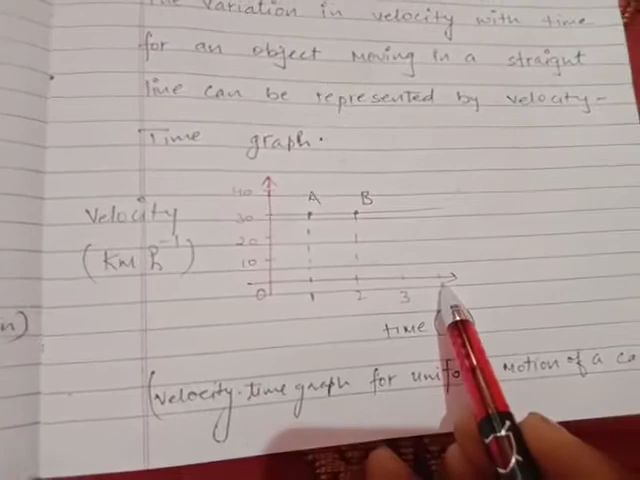 The variation in velocity with time
for an object moving in a straight
line can be represented by velocity-
Time graph.
40
A B
Velocity 30
20
(Km h⁻¹) 10
0 1 2 3
time (
(velocity-time graph for unifo motion of a co